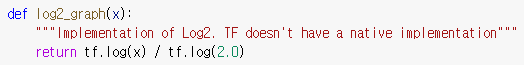 def log2_graph(x):
    """Implementation of Log2. TF doesn't have a native implementation"""
    return tf.log(x) / tf.log(2.0)